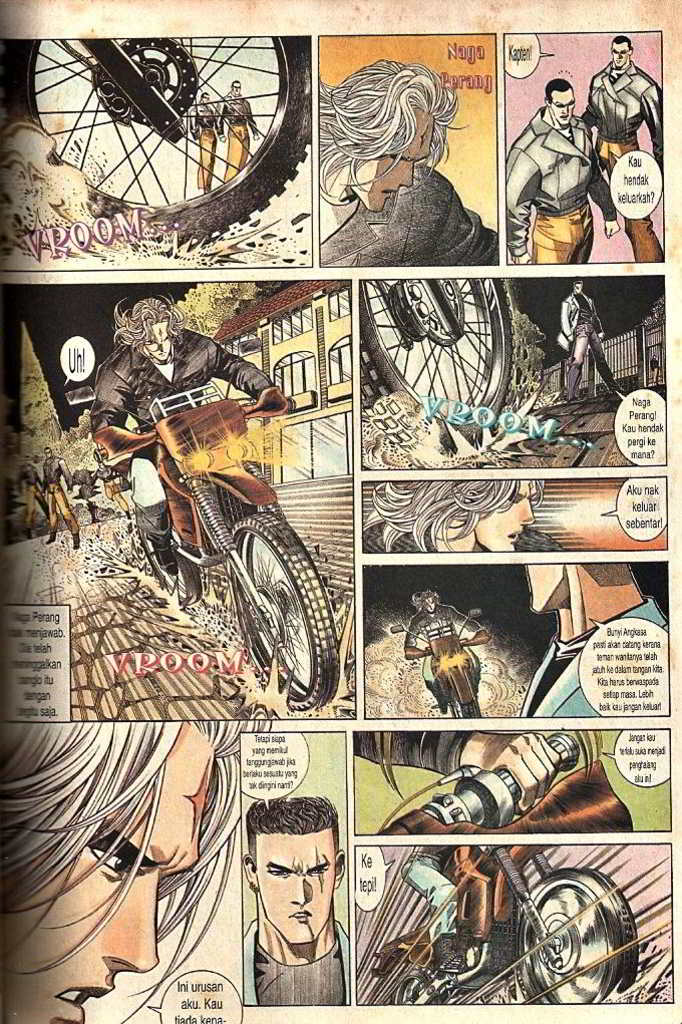 VROOM...
Naga
Perang
Kapten!
Kau
hendak
keluarkah?
Uh!
VROOM...
Naga Perang
menjawab.
Dia telah
meninggalkan
itu
dengan
begitu saja.
VROOM...
Naga
Perang!
Kau hendak
pergi ke
mana?
Aku nak
keluar
sebentar!
Bunyi Angkasa
pasti akan datang kerana
teman wanitanya telah
jatuh ke dalam tangan kita.
Kita harus berwaspada
setiap masa. Lebih
baik kau jangan keluar!
Ini urusan
aku. Kau
tiada kena-
Tetapi siapa
yang memikul
tanggungjawab jika
berlaku sesuatu yang
tak diingini nanti?
Jangan kau
terlalu suka menjadi
penghalang
aku ini!
Ke
tepi!